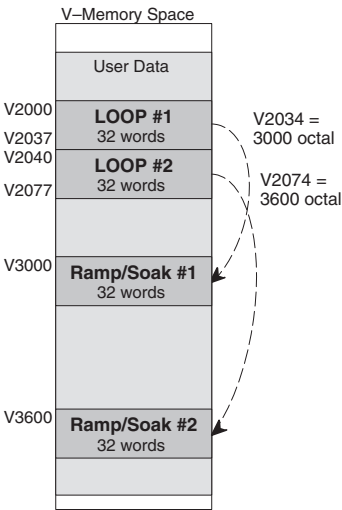 V–Memory Space
User Data
V2000
LOOP #1
32 words
V2037
V2040
LOOP #2
32 words
V2077
V2034 =
3000 octal
V2074 =
3600 octal
V3000
Ramp/Soak #1
32 words
V3600
Ramp/Soak #2
32 words